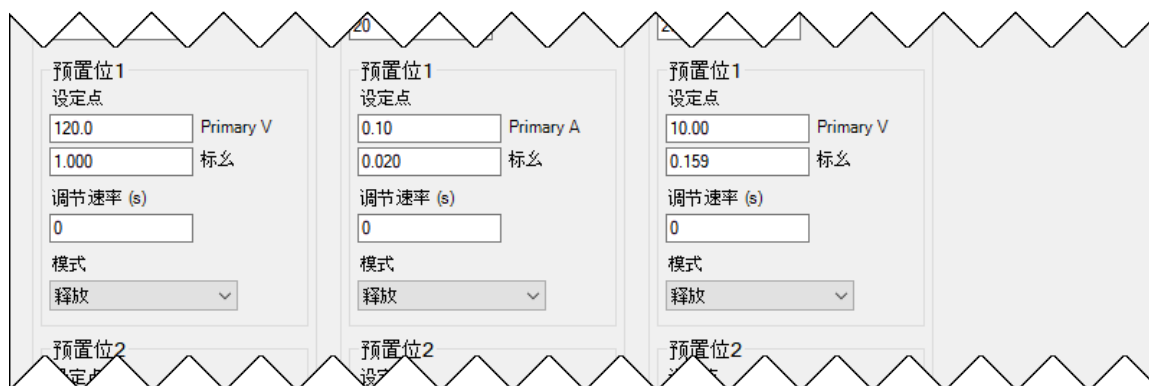 20
预置位1
设定点
120.0 Primary V
1.000 标幺
调节速率 (s)
0
模式
释放
预置位2
预置位1
设定点
0.10 Primary A
0.020 标幺
调节速率 (s)
0
模式
释放
预置位2
预置位1
设定点
10.00 Primary V
0.159 标幺
调节速率 (s)
0
模式
释放
预置位2